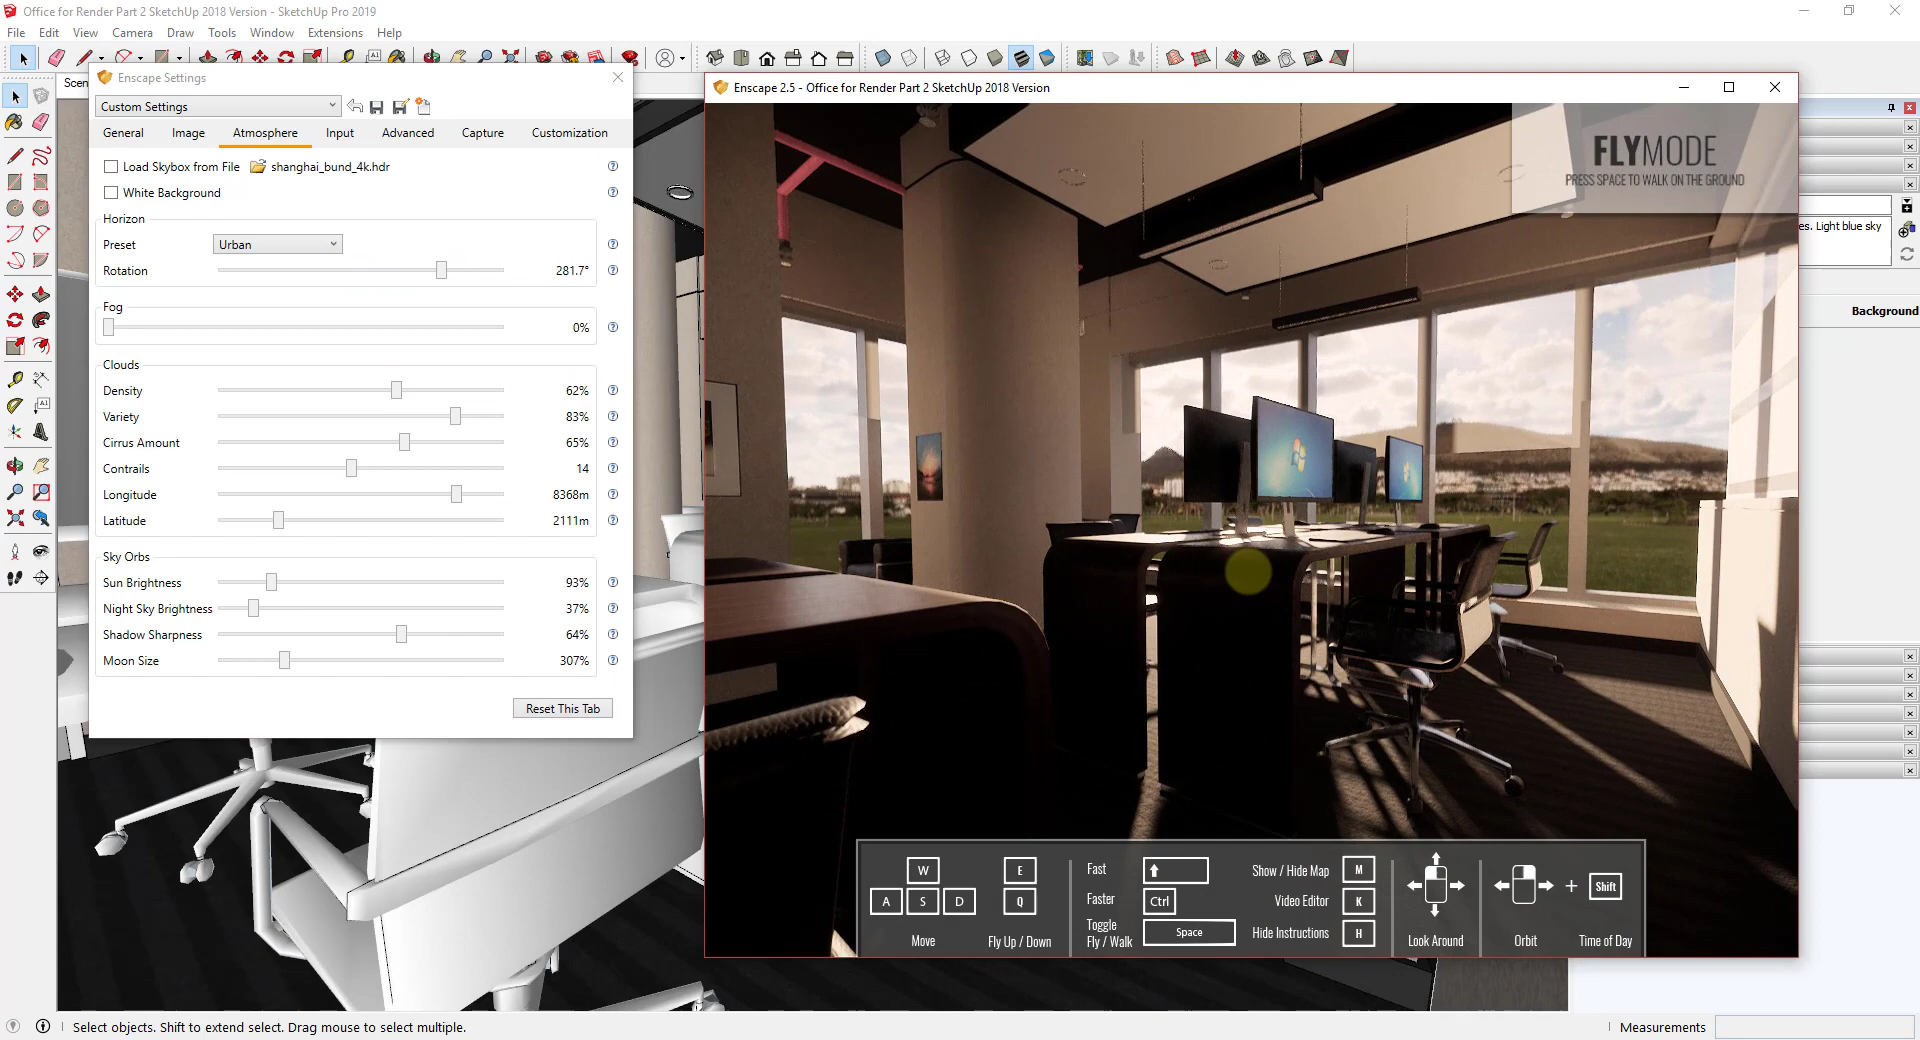 Office for Render Part 2 SketchUp 2018 Version - SketchUp Pro 2019
File Edit View Camera Draw Tools Window Extensions Help
Scen
Enscape Settings
Custom Settings
General Image Atmosphere Input Advanced Capture Customization
Load Skybox from File shanghai_bund_4k.hdr
White Background
Horizon
Preset Urban
Rotation 281.7°
Fog
0%
Clouds
Density 62%
Variety 83%
Cirrus Amount 65%
Contrails 14
Longitude 8368m
Latitude 2111m
Sky Orbs
Sun Brightness 93%
Night Sky Brightness 37%
Shadow Sharpness 64%
Moon Size 307%
Reset This Tab
Enscape 2.5 - Office for Render Part 2 SketchUp 2018 Version
FLYMODE
PRESS SPACE TO WALK ON THE GROUND
es. Light blue sky
Background
W
A S D
Move
E
Q
Fly Up / Down
Fast
Faster Ctrl
Toggle
Fly / Walk Space
Show / Hide Map M
Video Editor K
Hide Instructions H
Look Around
Orbit
+ Shift
Time of Day
Select objects. Shift to extend select. Drag mouse to select multiple.
Measurements